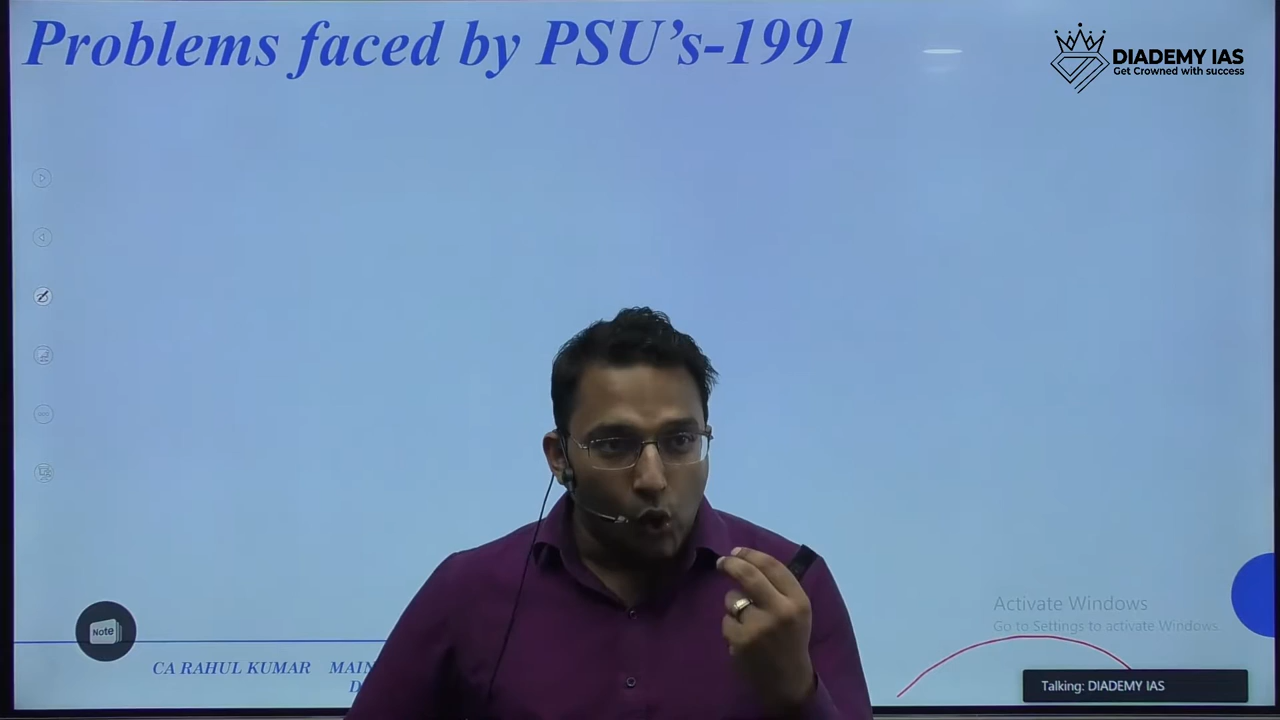 Problems faced by PSU's-1991
DIADEMY IAS
Get Crowned with success
Note
Activate Windows
Go to Settings to activate Windows.
CA RAHUL KUMAR MAIN
D
Talking: DIADEMY IAS